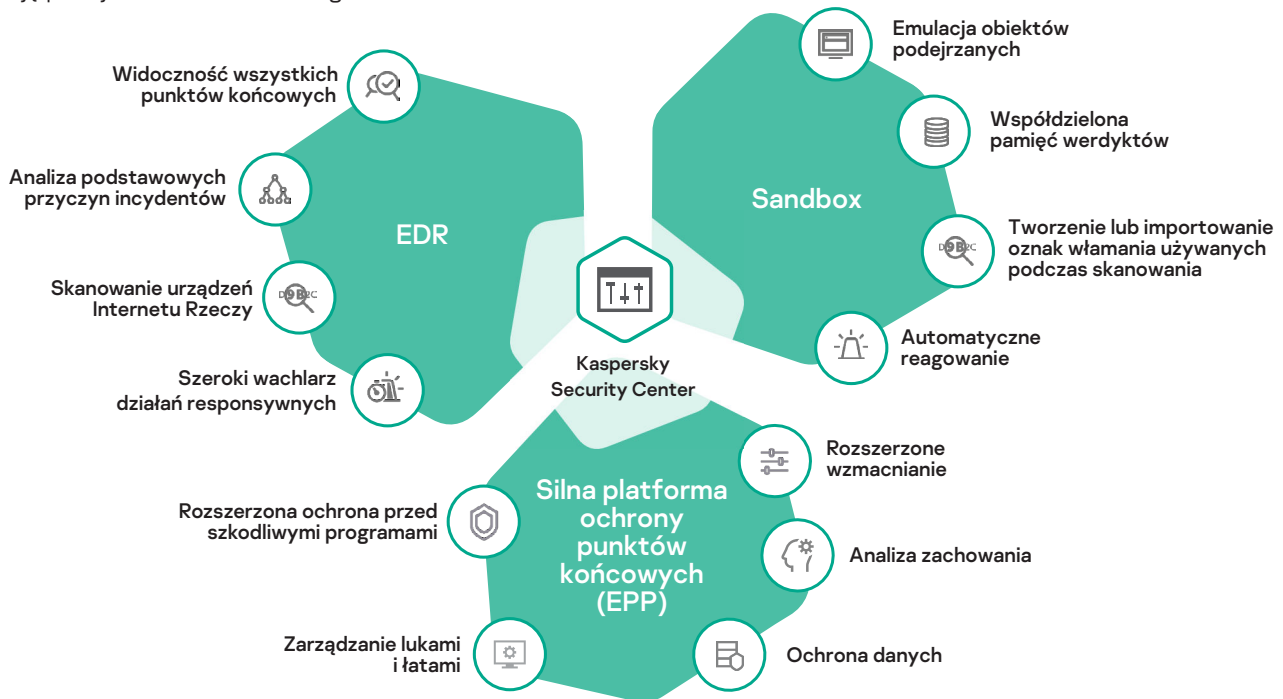 Emulacja obiektów
podejrzanych
Widoczność wszystkich
punktów końcowych
Współdzielona
pamięć werdyktów
Analiza podstawowych
przyczyn incydentów
EDR
Sandbox
Tworzenie lub importowanie
oznak włamania używanych
podczas skanowania
Skanowanie urządzeń
Internetu Rzeczy
Automatyczne
reagowanie
Kaspersky
Security Center
Szeroki wachlarz
działań responsywnych
Rozszerzone
wzmacnianie
Rozszerzona ochrona przed
szkodliwymi programami
Silna platforma
ochrony
punktów
końcowych
(EPP)
Analiza zachowania
Zarządzanie lukami
i łatami
Ochrona danych